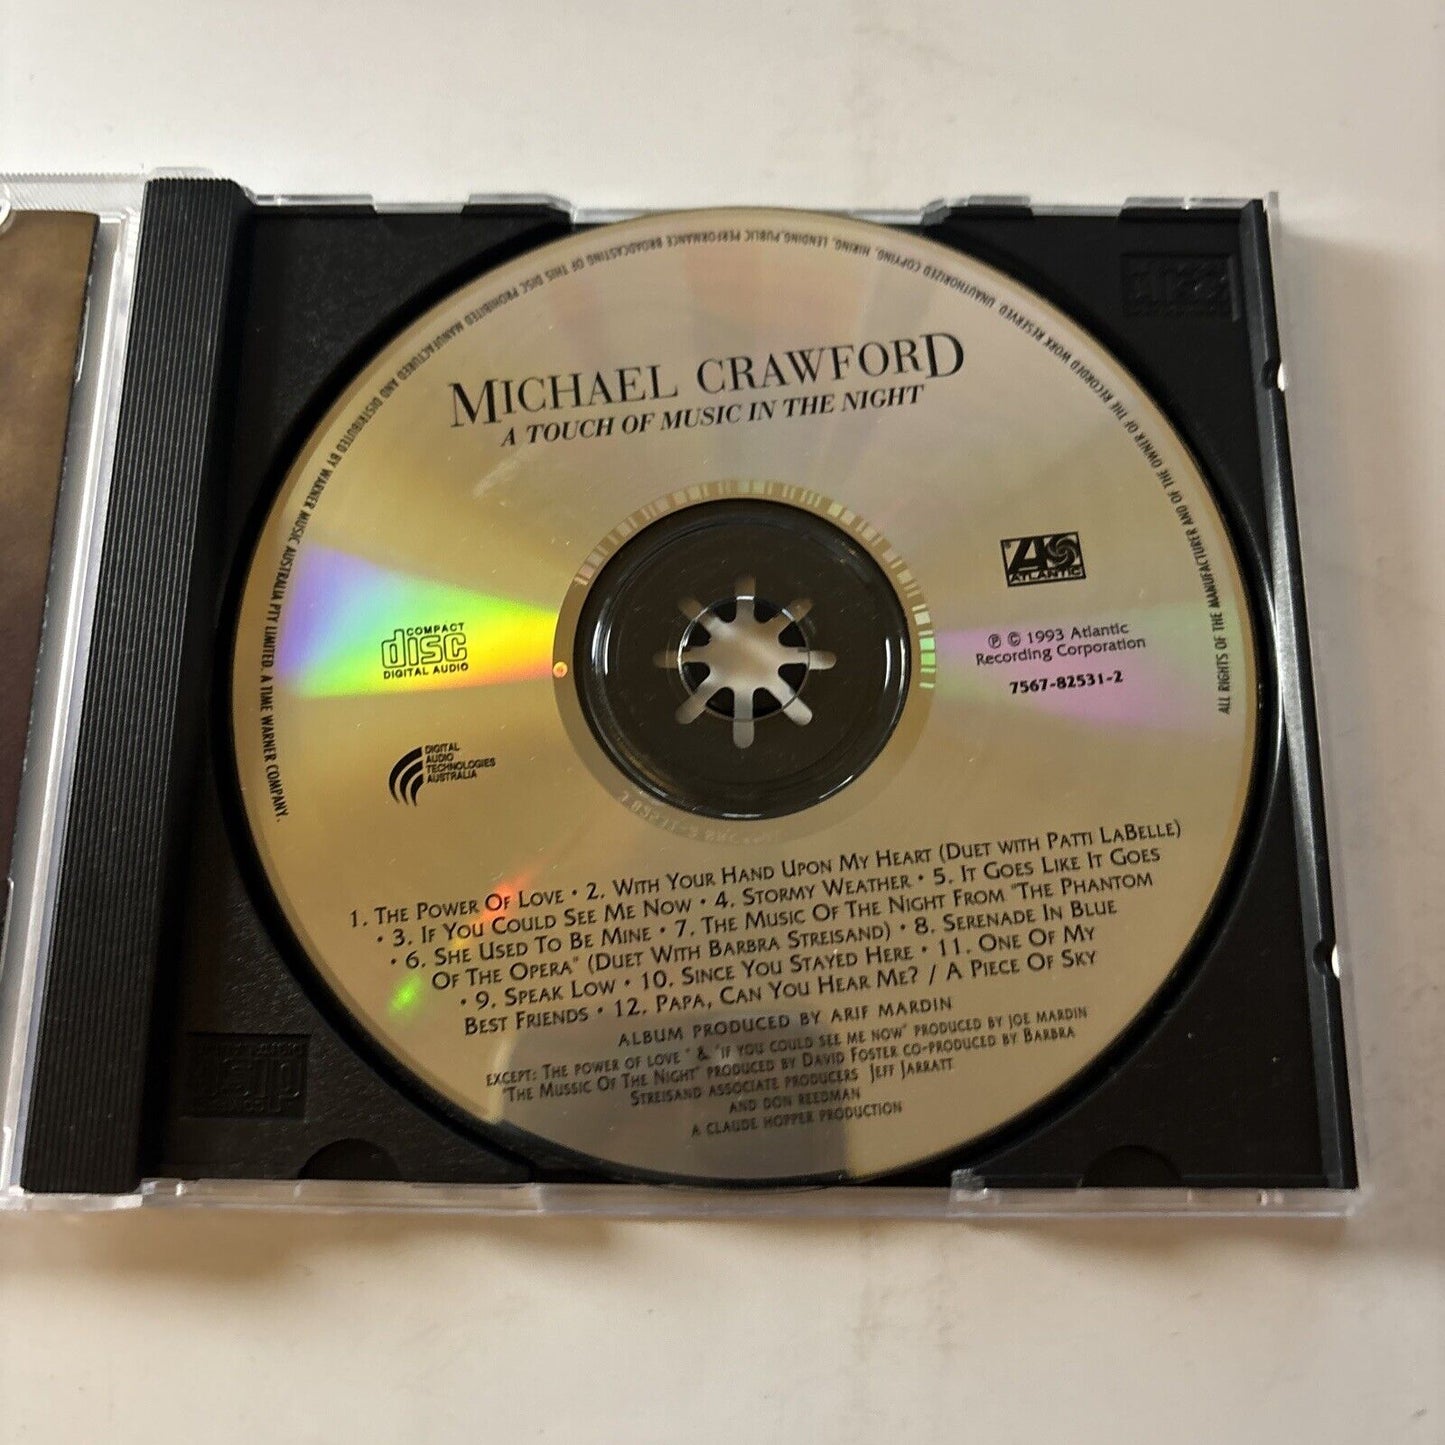 MICHAEL CRAWFORD
A TOUCH OF MUSIC IN THE NIGHT
ATLANTIC
COMPACT
disc
DIGITAL AUDIO
℗ © 1993 Atlantic
Recording Corporation
7567-82531-2
DIGITAL
AUDIO
TECHNOLOGIES
AUSTRALIA
1. THE POWER OF LOVE • 2. WITH YOUR HAND UPON MY HEART (DUET WITH PATTI LABELLE)
• 3. IF YOU COULD SEE ME NOW • 4. STORMY WEATHER • 5. IT GOES LIKE IT GOES
• 6. SHE USED TO BE MINE • 7. THE MUSIC OF THE NIGHT FROM "THE PHANTOM
OF THE OPERA" (DUET WITH BARBRA STREISAND) • 8. SERENADE IN BLUE
• 9. SPEAK LOW • 10. SINCE YOU STAYED HERE • 11. ONE OF MY
BEST FRIENDS • 12. PAPA, CAN YOU HEAR ME? / A PIECE OF SKY
ALBUM PRODUCED BY ARIF MARDIN
EXCEPT: THE POWER OF LOVE " & "IF YOU COULD SEE ME NOW" PRODUCED BY JOE MARDIN
"THE MUSSIC OF THE NIGHT" PRODUCED BY DAVID FOSTER CO-PRODUCED BY BARBRA
STREISAND ASSOCIATE PRODUCERS JEFF JARRATT
AND DON REEDMAN
A CLAUDE HOPPER PRODUCTION
ALL RIGHTS OF THE MANUFACTURER AND OF THE OWNER OF THE RECORDED WORK RESERVED. UNAUTHORIZED COPYING, HIRING, LENDING, PUBLIC PERFORMANCE BROADCASTING OF THIS DISC PROHIBITED MANUFACTURED AND DISTRIBUTED BY WARNER MUSIC AUSTRALIA PTY LIMITED. A TIME WARNER COMPANY.
disc